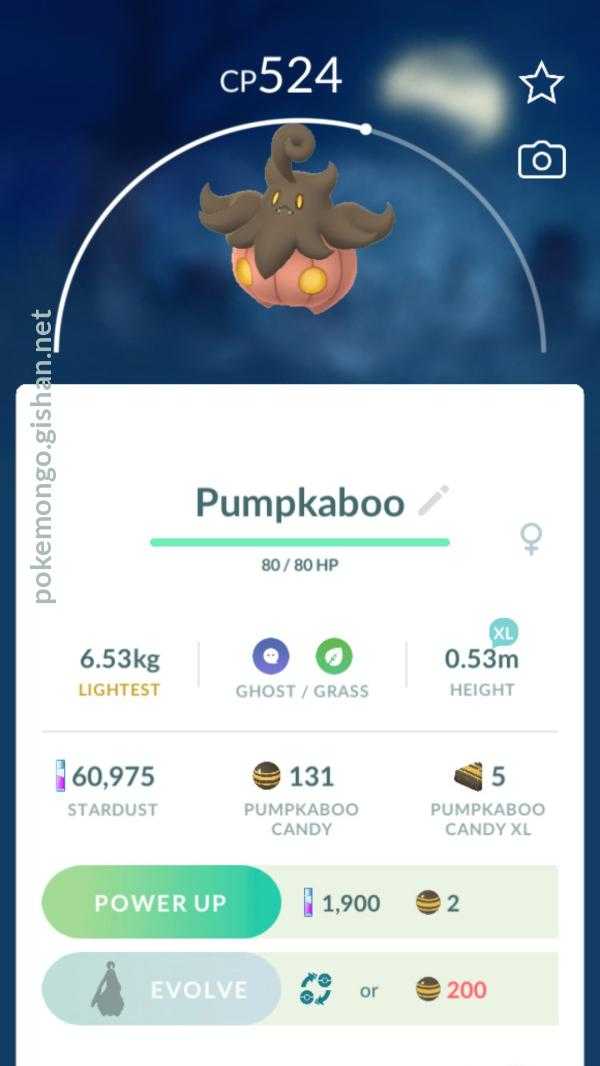 CP524
pokemongo.gishan.net
Pumpkaboo
80 / 80 HP
XL
6.53kg
LIGHTEST
GHOST / GRASS
0.53m
HEIGHT
60,975
STARDUST
131
PUMPKABOO
CANDY
5
PUMPKABOO
CANDY XL
POWER UP 1,900 2
EVOLVE or 200